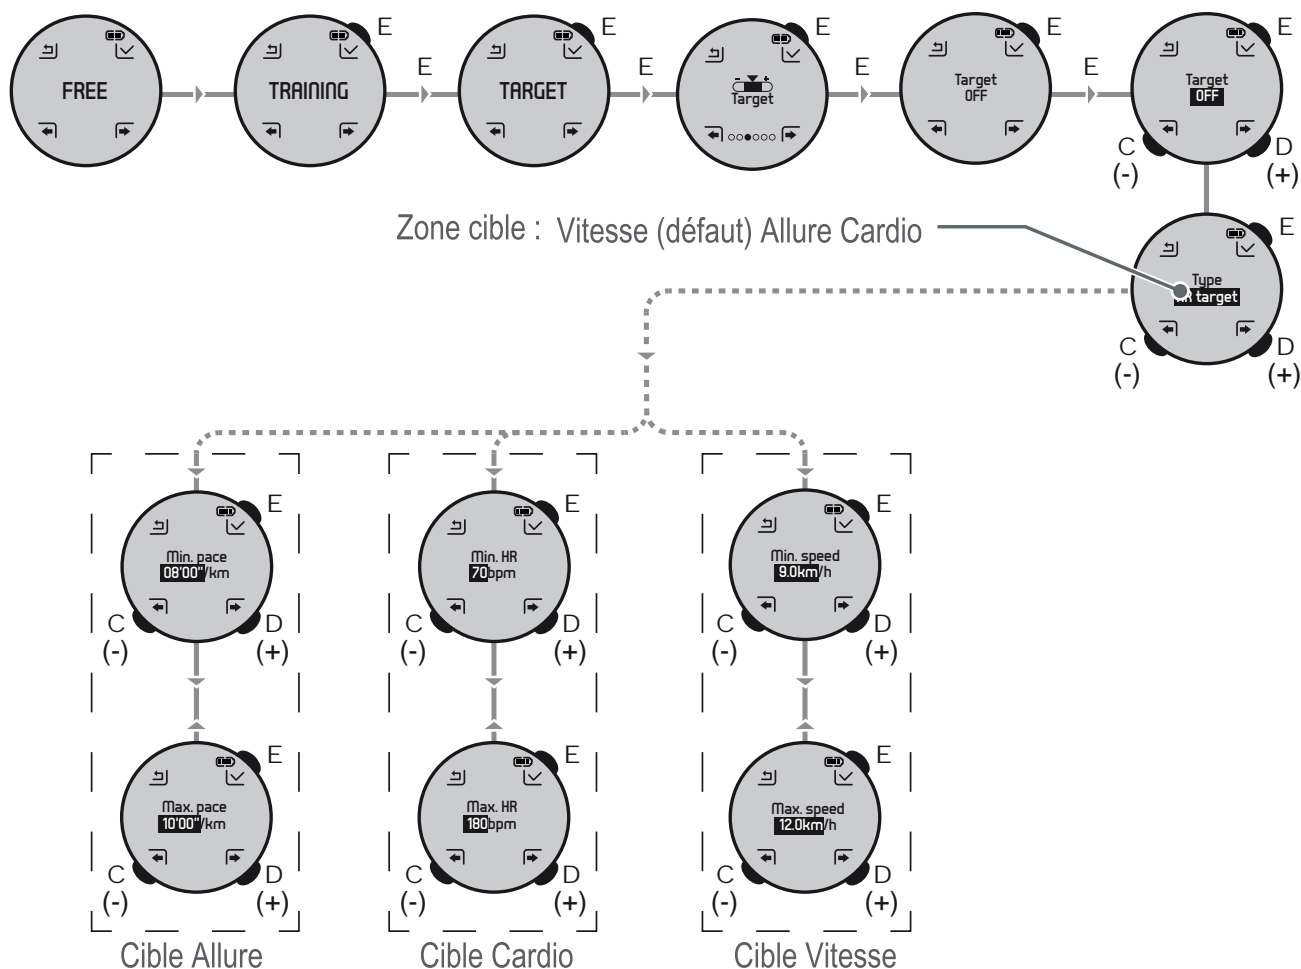 E E E E E
FREE
E
TRAINING
E
TARGET
E
- +
Target
E
Target
OFF
E
Target
OFF
C
(-)
D
(+)
Zone cible : Vitesse (défaut) Allure Cardio
E
Type
target
C
(-)
D
(+)
E
Min. pace
08'00"/km
C
(-)
D
(+)
E
Min. HR
70bpm
C
(-)
D
(+)
E
Min. speed
9.0km/h
C
(-)
D
(+)
E
Max. pace
10'00"/km
C
(-)
D
(+)
E
Max. HR
180bpm
C
(-)
D
(+)
E
Max. speed
12.0km/h
C
(-)
D
(+)
Cible Allure
Cible Cardio
Cible Vitesse